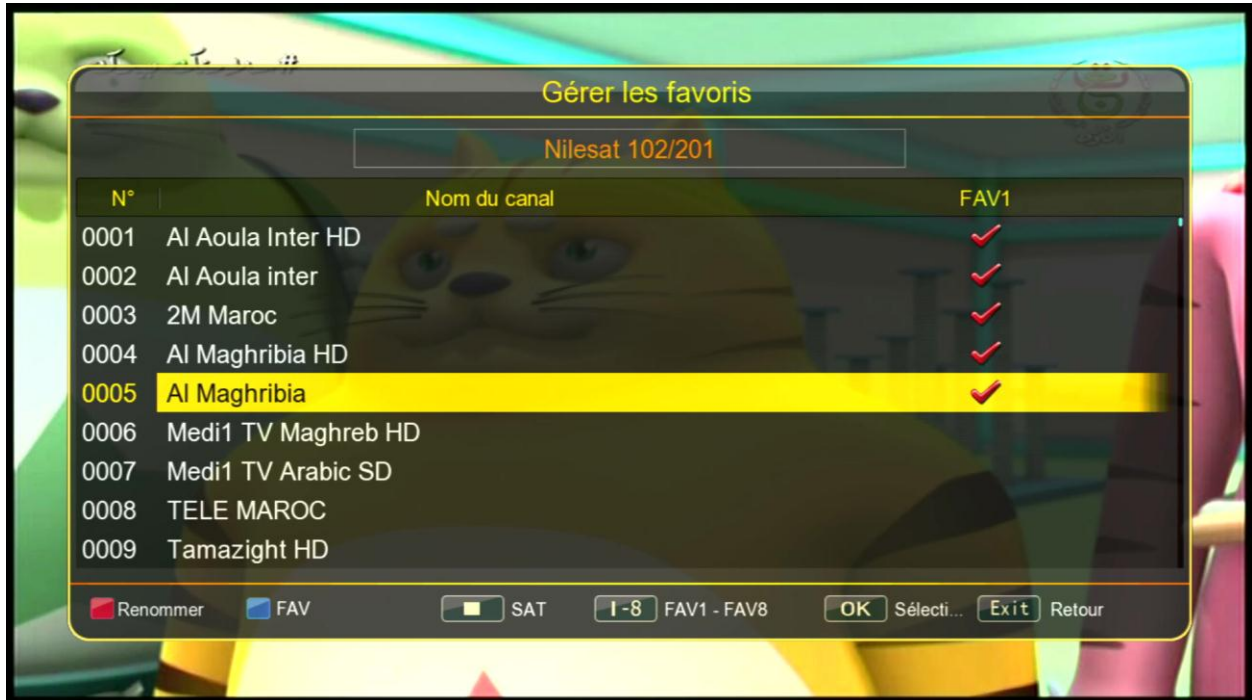 Gérer les favoris
Nilesat 102/201
N° Nom du canal FAV1
0001 Al Aoula Inter HD
0002 Al Aoula inter
0003 2M Maroc
0004 Al Maghribia HD
0005 Al Maghribia
0006 Medi1 TV Maghreb HD
0007 Medi1 TV Arabic SD
0008 TELE MAROC
0009 Tamazight HD
Renommer FAV SAT 1-8 FAV1 - FAV8 OK Sélecti... Exit Retour